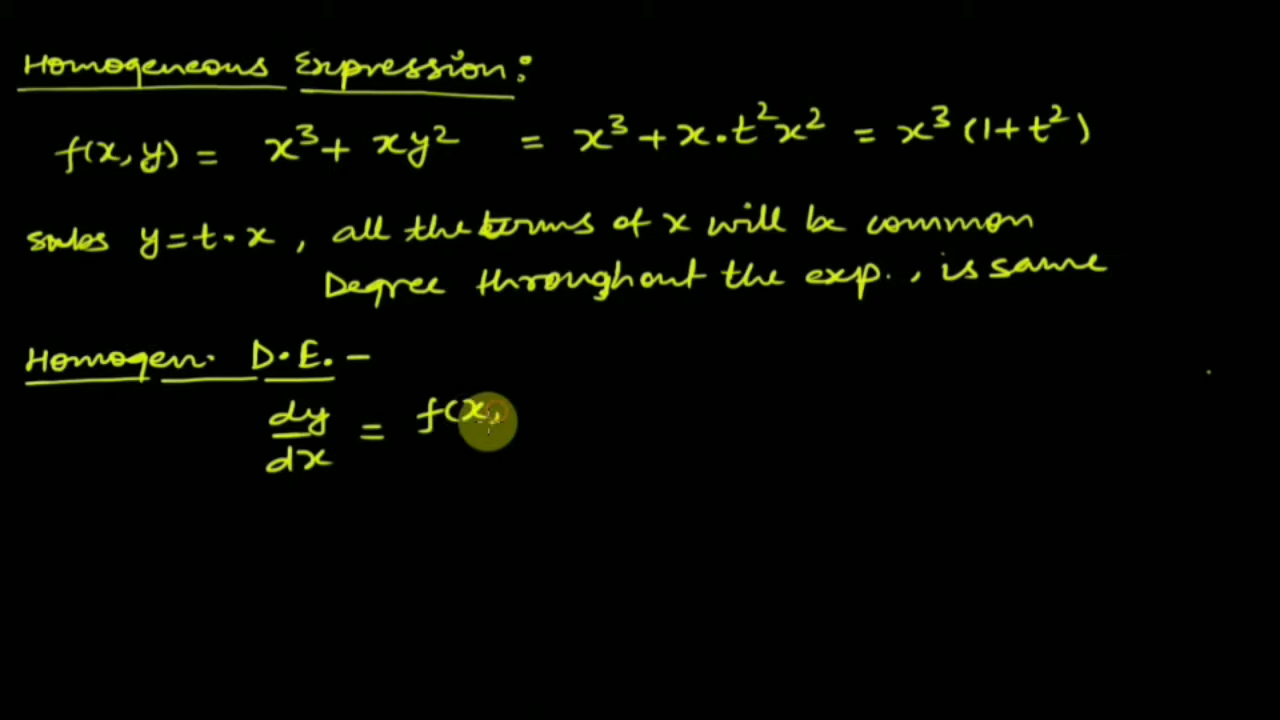 Homogeneous Expression:
f(x, y) = x³ + xy² = x³ + x·t²x² = x³(1+t²)
y = t·x, all the terms of x will be common
Degree throughout the exp., is same
Homogen. D.E. –
dy/dx = f(x,